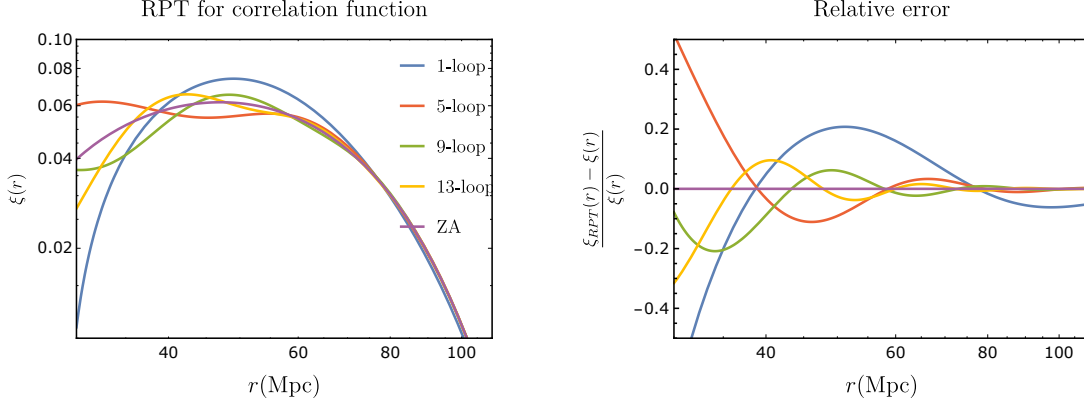 RPT for correlation function
0.10
0.08
0.06
0.04
0.02
ξ(r)
40
60
80
100
r(Mpc)
1-loop
5-loop
9-loop
13-loop
ZA
Relative error
0.4
0.2
0.0
-0.2
-0.4
ξRPT(r) − ξ(r)
ξ(r)
40
60
80
100
r(Mpc)